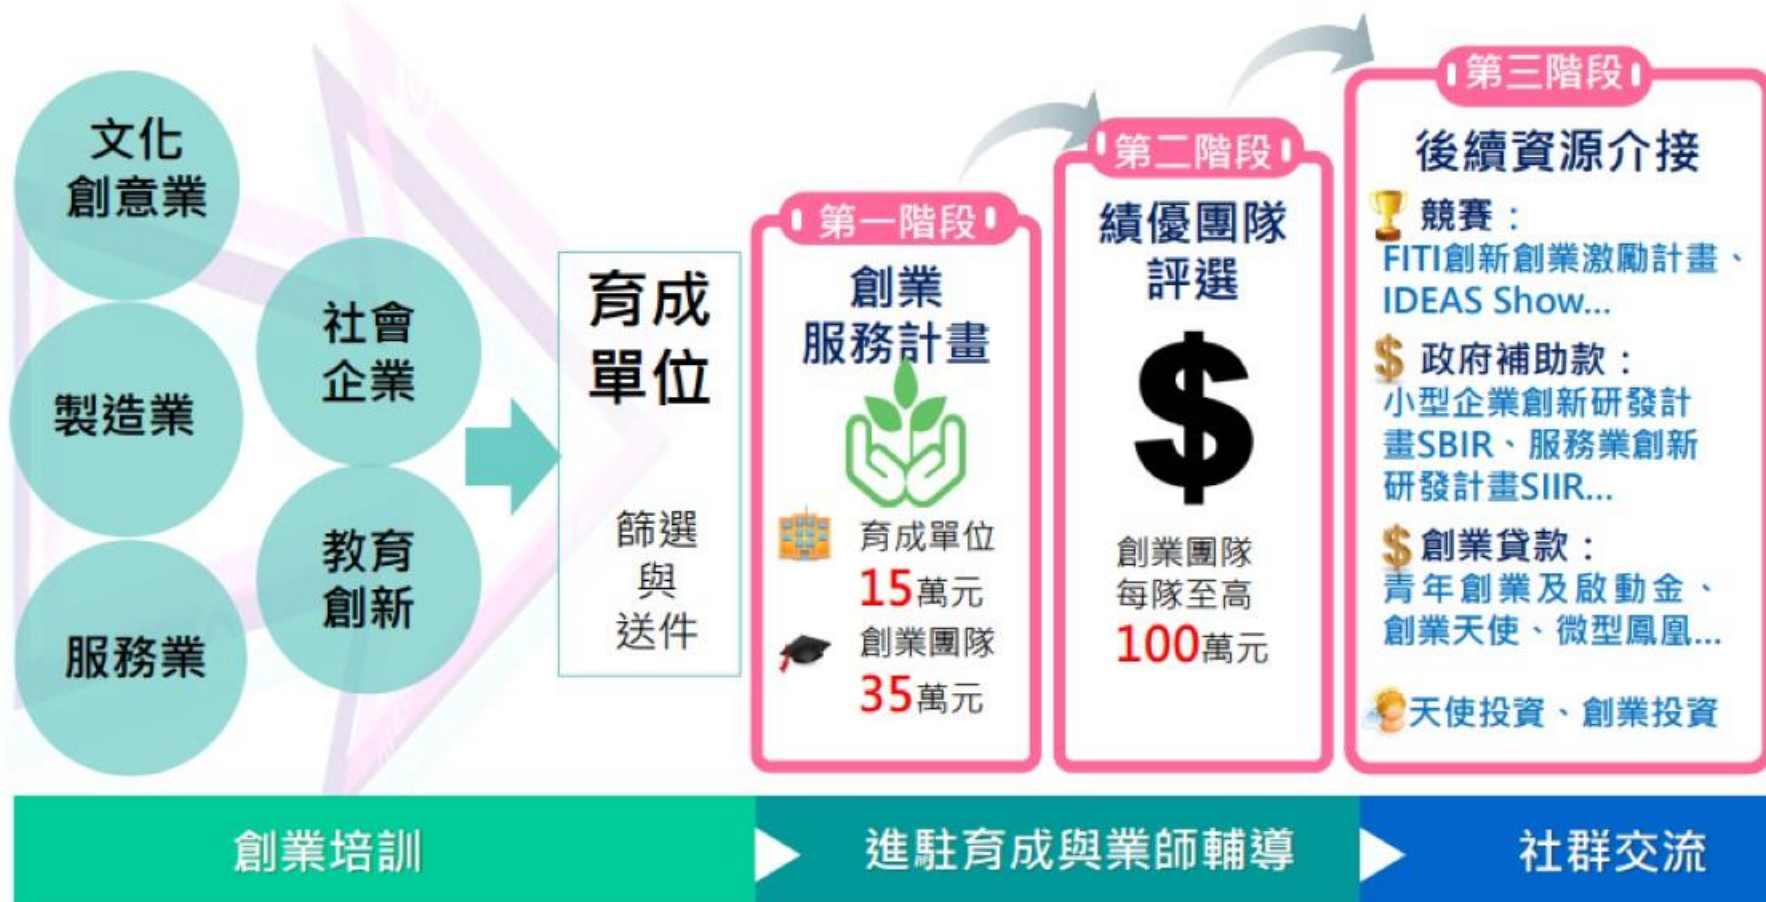 文化
創意業
社會
企業
製造業
教育
創新
服務業
育成
單位
篩選
與
送件
第一階段
創業
服務計畫
育成單位
15萬元
創業團隊
35萬元
第二階段
績優團隊
評選
$
創業團隊
每隊至高
100萬元
第三階段
後續資源介接
競賽：
FITI創新創業激勵計畫、
IDEAS Show...
$ 政府補助款：
小型企業創新研發計
畫SBIR、服務業創新
研發計畫SIIR...
$ 創業貸款：
青年創業及啟動金、
創業天使、微型鳳凰...
天使投資、創業投資
創業培訓
進駐育成與業師輔導
社群交流